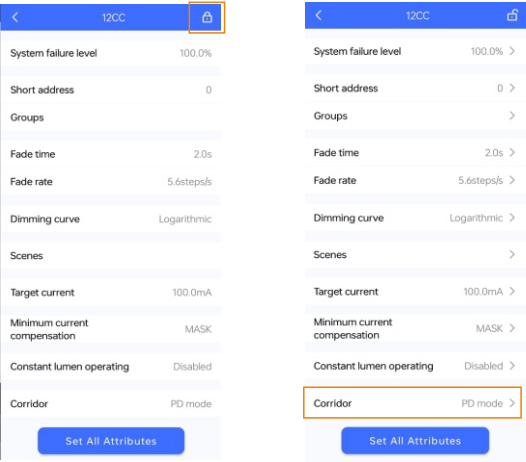 12CC
System failure level 100.0%
Short address 0
Groups
Fade time 2.0s
Fade rate 5.6steps/s
Dimming curve Logarithmic
Scenes
Target current 100.0mA
Minimum current
compensation MASK
Constant lumen operating Disabled
Corridor PD mode
Set All Attributes
12CC
System failure level 100.0%
Short address 0
Groups
Fade time 2.0s
Fade rate 5.6steps/s
Dimming curve Logarithmic
Scenes
Target current 100.0mA
Minimum current
compensation MASK
Constant lumen operating Disabled
Corridor PD mode
Set All Attributes